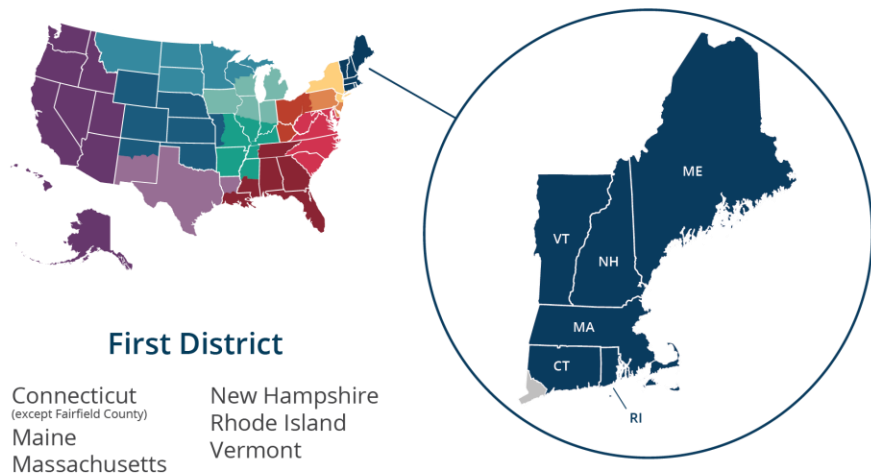 ME
VT
NH
MA
CT
RI
First District
Connecticut
(except Fairfield County)
Maine
Massachusetts
New Hampshire
Rhode Island
Vermont